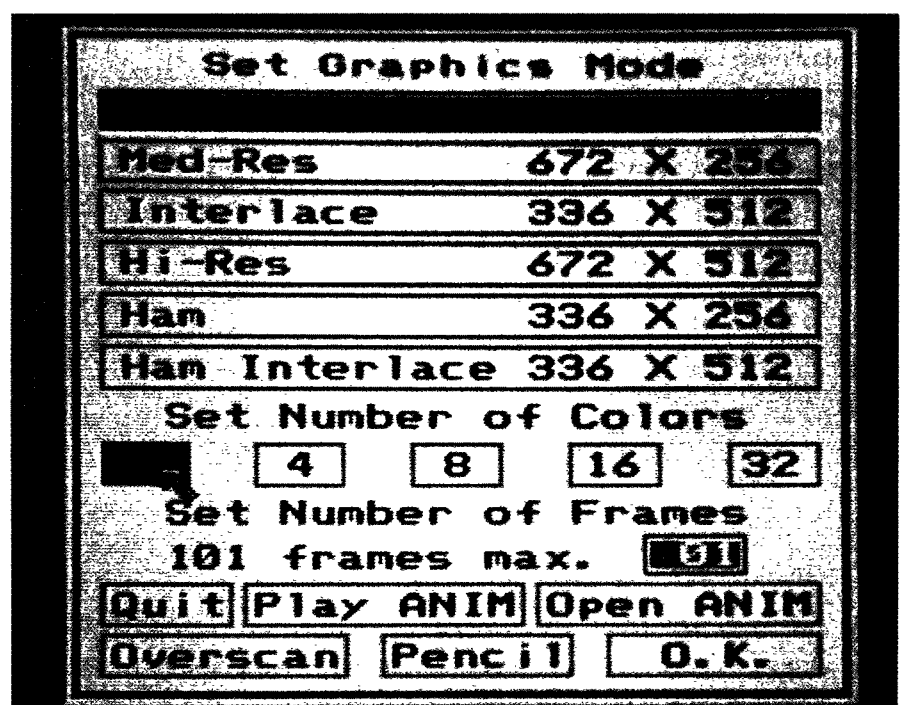 Set Graphics Mode
Med-Res 672 X 256
Interlace 336 X 512
Hi-Res 672 X 512
Ham 336 X 256
Ham Interlace 336 X 512
Set Number of Colors
4 8 16 32
Set Number of Frames
101 frames max.
Quit Play ANIM Open ANIM
Overscan Pencil O.K.